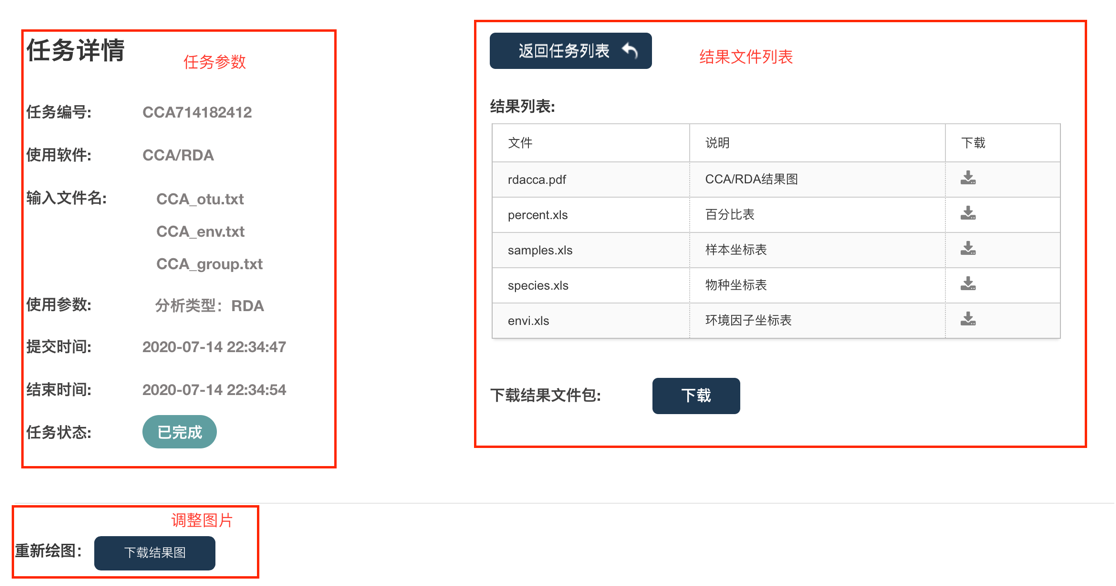 任务详情
任务参数
任务编号: CCA714182412
使用软件: CCA/RDA
输入文件名: CCA_otu.txt
CCA_env.txt
CCA_group.txt
使用参数: 分析类型：RDA
提交时间: 2020-07-14 22:34:47
结束时间: 2020-07-14 22:34:54
任务状态: 已完成
返回任务列表
结果文件列表
结果列表:
文件 说明 下载
rdacca.pdf CCA/RDA结果图
percent.xls 百分比表
samples.xls 样本坐标表
species.xls 物种坐标表
envi.xls 环境因子坐标表
下载结果文件包: 下载
调整图片
重新绘图： 下载结果图